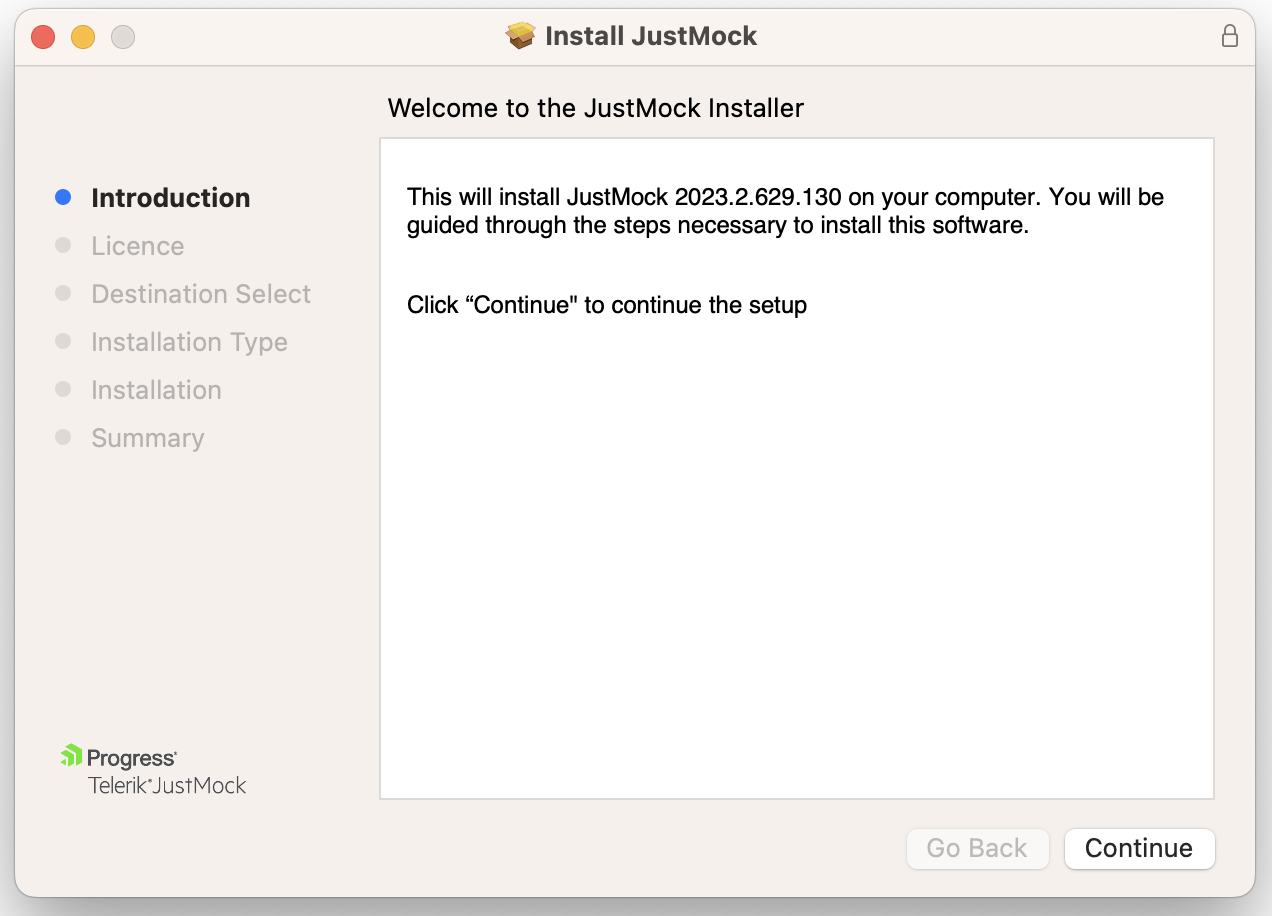 Install JustMock
Welcome to the JustMock Installer
Introduction
Licence
Destination Select
Installation Type
Installation
Summary
This will install JustMock 2023.2.629.130 on your computer. You will be
guided through the steps necessary to install this software.
Click “Continue" to continue the setup
Progress®
Telerik®JustMock
Go Back
Continue